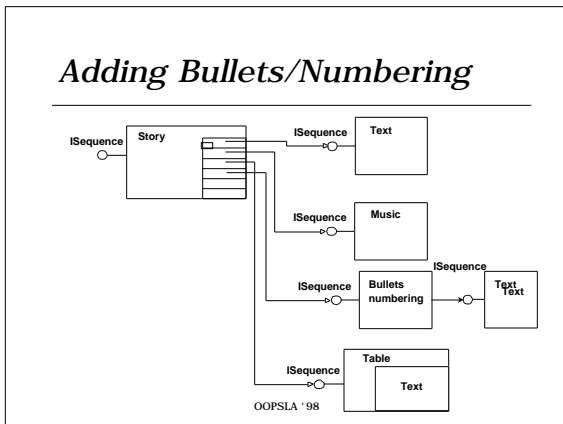 Adding Bullets/Numbering
ISequence
Story
ISequence
Text
ISequence
Music
ISequence
Bullets
numbering
ISequence
Text
Text
ISequence
Table
Text
OOPSLA ‘98